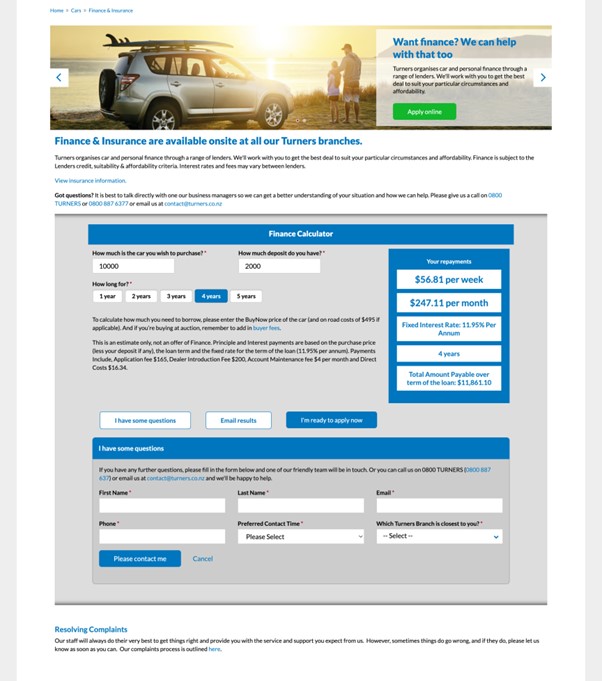 Home > Cars > Finance & Insurance
Want finance? We can help
with that too
Turners organises car and personal finance through a
range of lenders. We'll work with you to get the best
deal to suit your particular circumstances and
affordability.
Apply online
Finance & Insurance are available onsite at all our Turners branches.
Turners organises car and personal finance through a range of lenders. We'll work with you to get the best deal to suit your particular circumstances and affordability. Finance is subject to the
Lenders credit, suitability & affordability criteria. Interest rates and fees may vary between lenders.
View insurance information.
Got questions? It is best to talk directly with one our business managers so we can get a better understanding of your situation and how we can help. Please give us a call on 0800
TURNERS or 0800 887 6377 or email us at contact@turners.co.nz
Finance Calculator
How much is the car you wish to purchase? *
How much deposit do you have? *
10000
2000
How long for? *
1 year
2 years
3 years
4 years
5 years
To calculate how much you need to borrow, please enter the BuyNow price of the car (and on road costs of $495 if
applicable). And if you're buying at auction, remember to add in buyer fees.
This is an estimate only, not an offer of Finance. Principle and Interest payments are based on the purchase price
(less your deposit if any), the loan term and the fixed rate for the term of the loan (11.95% per annum). Payments
Include, Application fee $165, Dealer Introduction Fee $200, Account Maintenance fee $4 per month and Direct
Costs $16.34.
Your repayments
$56.81 per week
$247.11 per month
Fixed Interest Rate: 11.95% Per
Annum
4 years
Total Amount Payable over
term of the loan: $11,861.10
I have some questions
Email results
I'm ready to apply now
I have some questions
If you have any further questions, please fill in the form below and one of our friendly team will be in touch. Or you can call us on 0800 TURNERS (0800 887
637) or email us at contact@turners.co.nz and we'll be happy to help.
First Name *
Last Name *
Email *
Phone *
Preferred Contact Time *
Which Turners Branch is closest to you? *
Please Select
-- Select --
Please contact me
Cancel
Resolving Complaints
Our staff will always do their very best to get things right and provide you with the service and support you expect from us. However, sometimes things do go wrong, and if they do, please let us
know as soon as you can. Our complaints process is outlined here.